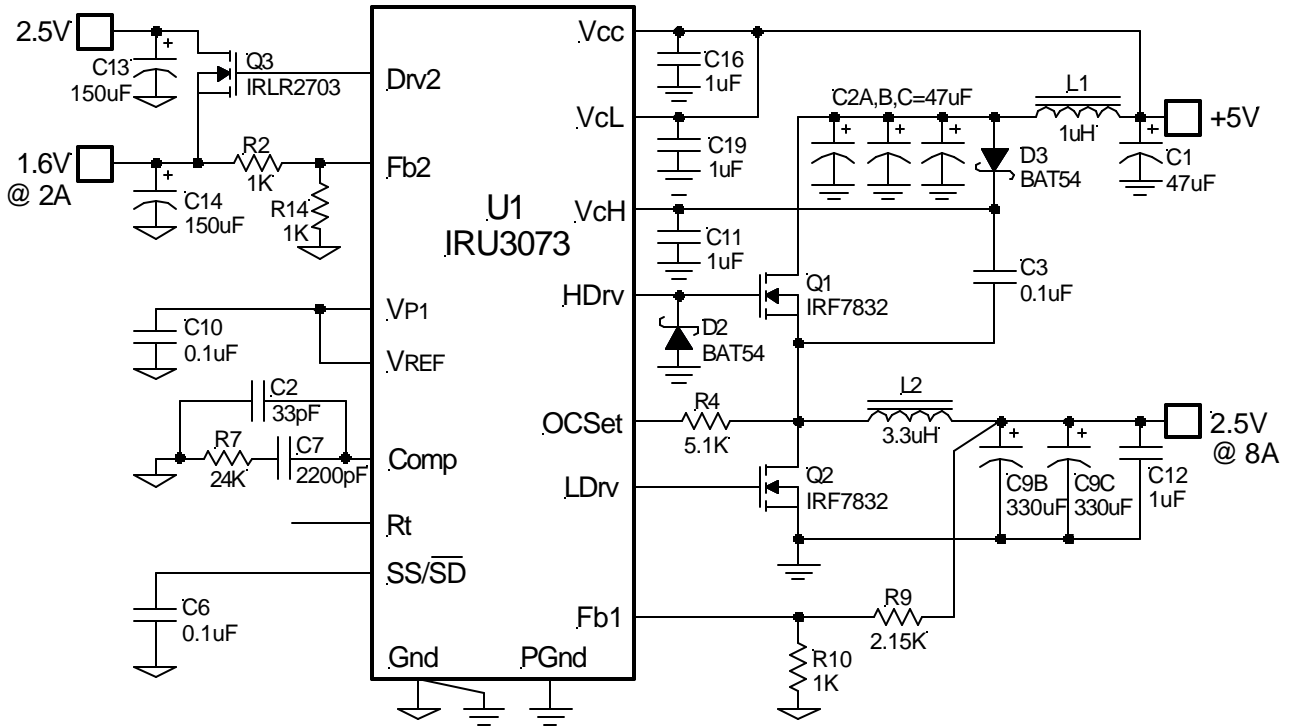 2.5V
C13
150uF
+
Q3
IRLR2703
1.6V
@ 2A
+
C14
150uF
R2
1K
R14
1K
C10
0.1uF
C2
33pF
R7
24K
C7
2200pF
C6
0.1uF
U1
IRU3073
Drv2
Fb2
VP1
VREF
Comp
Rt
SS/SD
Gnd
PGnd
Vcc
VcL
VcH
HDrv
OCSet
LDrv
Fb1
C16
1uF
C19
1uF
C11
1uF
C2A,B,C=47uF
+
+
+
L1
1uH
+5V
+
C1
47uF
D3
BAT54
C3
0.1uF
Q1
IRF7832
D2
BAT54
R4
5.1K
L2
3.3uH
2.5V
@ 8A
Q2
IRF7832
+
C9B
330uF
+
C9C
330uF
C12
1uF
R9
2.15K
R10
1K